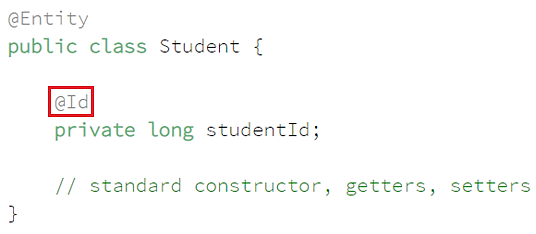 @Entity
public class Student {
@Id
private long studentId;
// standard constructor, getters, setters
}